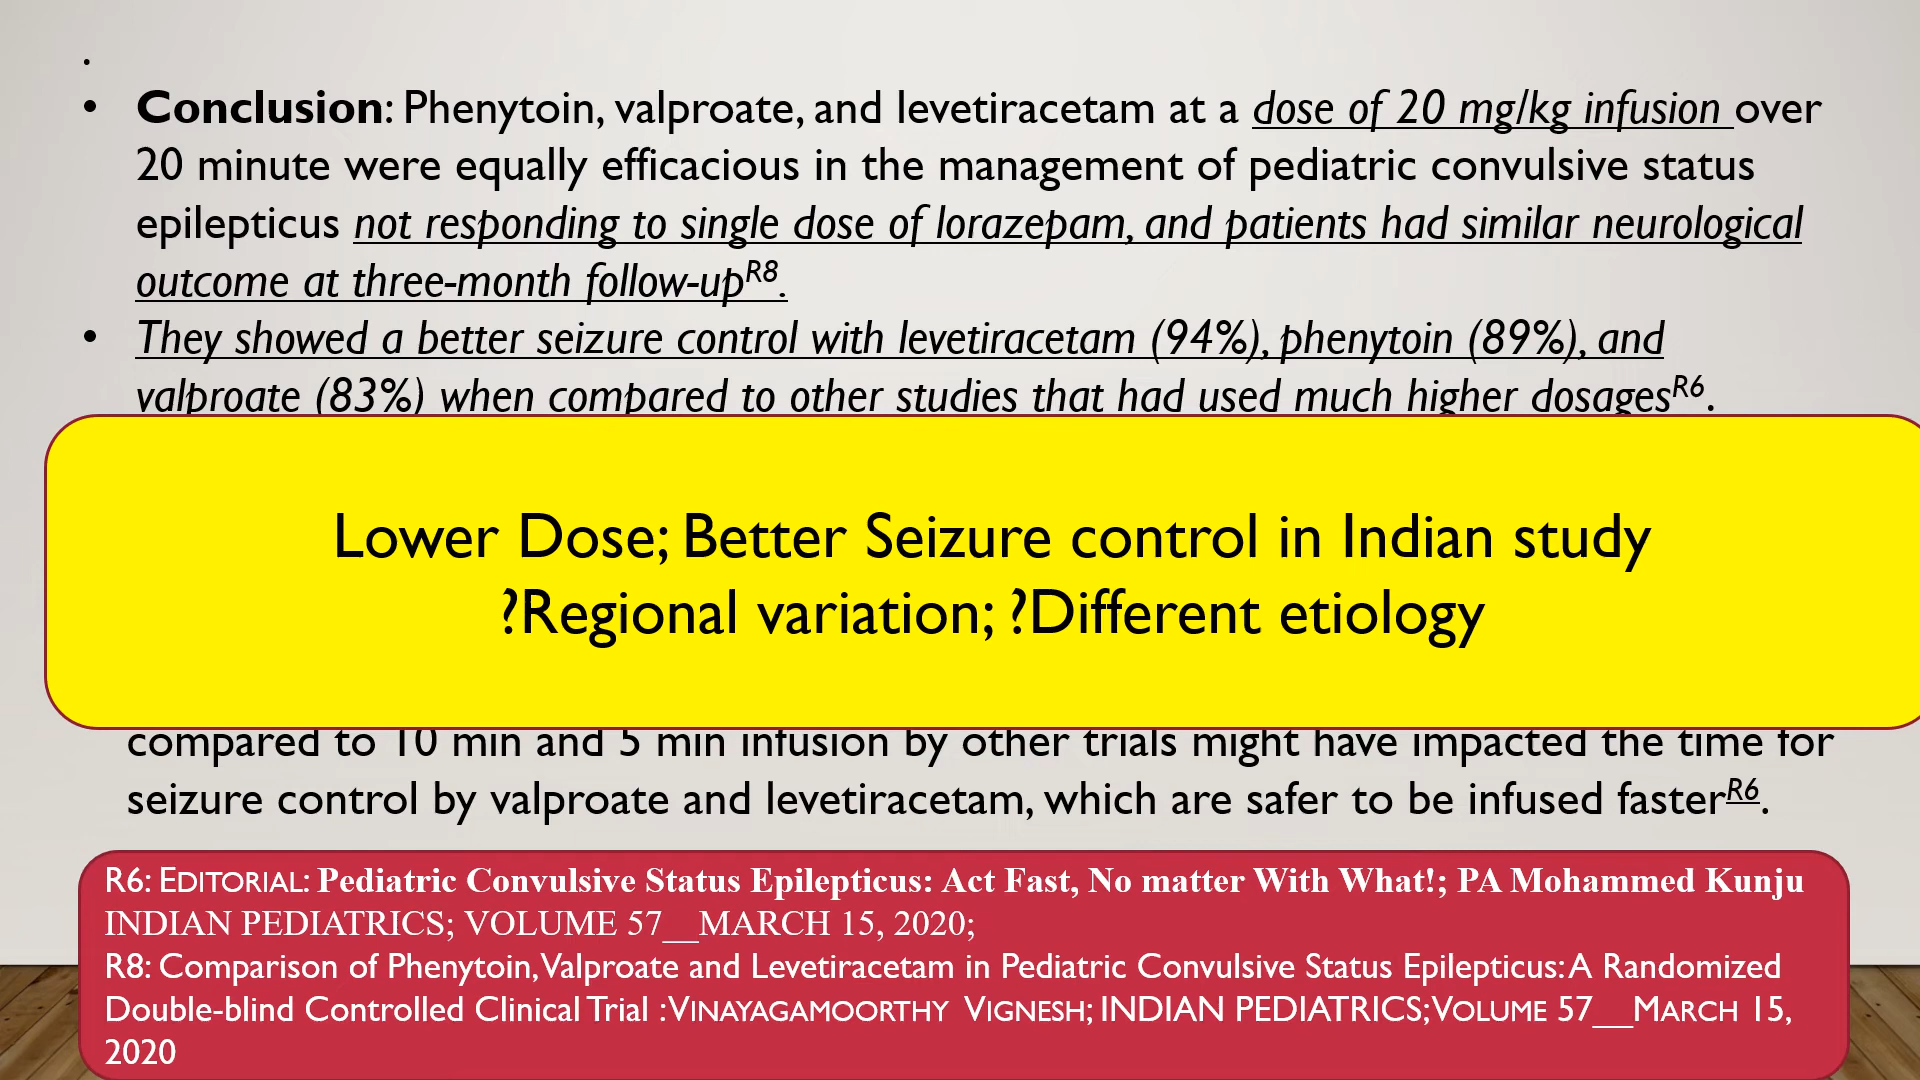 •
• Conclusion: Phenytoin, valproate, and levetiracetam at a dose of 20 mg/kg infusion over
20 minute were equally efficacious in the management of pediatric convulsive status
epilepticus not responding to single dose of lorazepam, and patients had similar neurological
outcome at three-month follow-upR8.
• They showed a better seizure control with levetiracetam (94%), phenytoin (89%), and
valproate (83%) when compared to other studies that had used much higher dosagesR6.
Lower Dose; Better Seizure control in Indian study
?Regional variation; ?Different etiology
compared to 10 min and 5 min infusion by other trials might have impacted the time for
seizure control by valproate and levetiracetam, which are safer to be infused fasterR6.
R6: EDITORIAL: Pediatric Convulsive Status Epilepticus: Act Fast, No matter With What!; PA Mohammed Kunju
INDIAN PEDIATRICS; VOLUME 57__MARCH 15, 2020;
R8: Comparison of Phenytoin, Valproate and Levetiracetam in Pediatric Convulsive Status Epilepticus: A Randomized
Double-blind Controlled Clinical Trial : VINAYAGAMOORTHY VIGNESH; INDIAN PEDIATRICS; VOLUME 57__MARCH 15,
2020